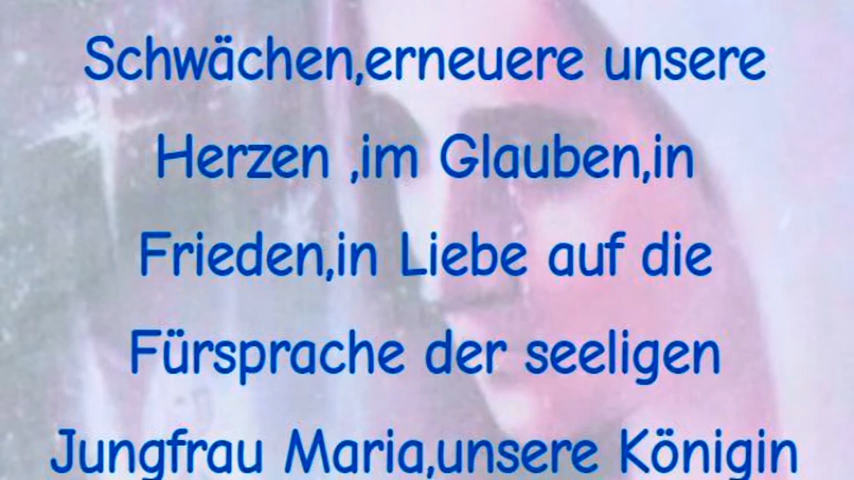 Schwächen,erneuere unsere
Herzen ,im Glauben,in
Frieden,in Liebe auf die
Fürsprache der seeligen
Jungfrau Maria,unsere Königin